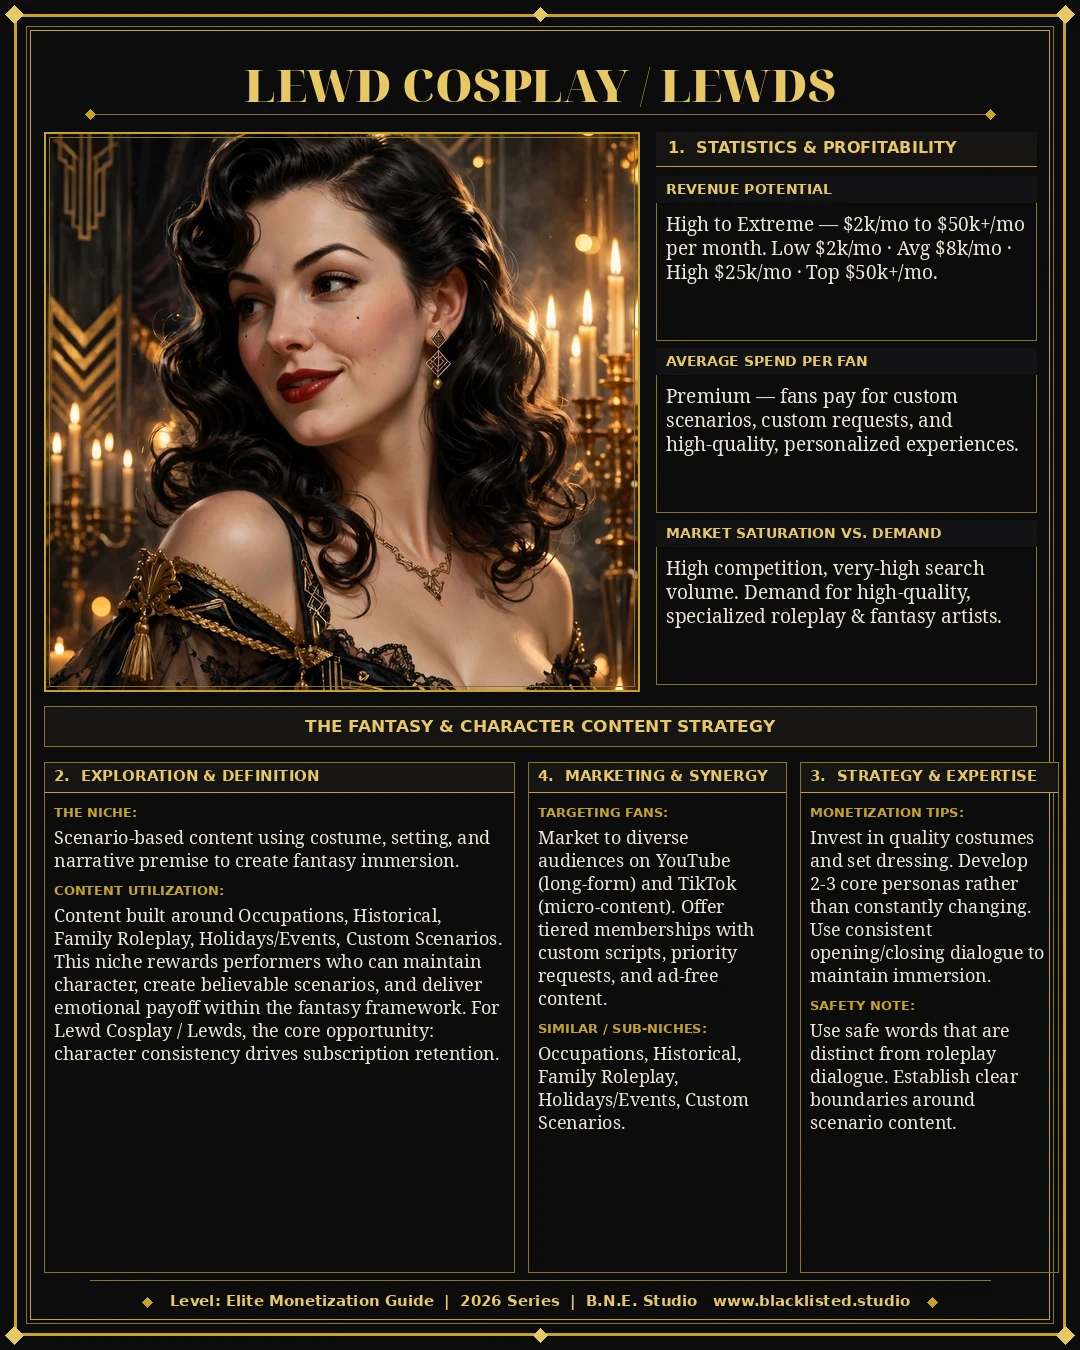 LEWD COSPLAY / LEWDS
1. STATISTICS & PROFITABILITY
REVENUE POTENTIAL
High to Extreme — $2k/mo to $50k+/mo
per month. Low $2k/mo · Avg $8k/mo ·
High $25k/mo · Top $50k+/mo.
AVERAGE SPEND PER FAN
Premium — fans pay for custom
scenarios, custom requests, and
high-quality, personalized experiences.
MARKET SATURATION VS. DEMAND
High competition, very-high search
volume. Demand for high-quality,
specialized roleplay & fantasy artists.
THE FANTASY & CHARACTER CONTENT STRATEGY
2. EXPLORATION & DEFINITION
THE NICHE:
Scenario-based content using costume, setting, and
narrative premise to create fantasy immersion.
CONTENT UTILIZATION:
Content built around Occupations, Historical,
Family Roleplay, Holidays/Events, Custom Scenarios.
This niche rewards performers who can maintain
character, create believable scenarios, and deliver
emotional payoff within the fantasy framework. For
Lewd Cosplay / Lewds, the core opportunity:
character consistency drives subscription retention.
4. MARKETING & SYNERGY
TARGETING FANS:
Market to diverse
audiences on YouTube
(long-form) and TikTok
(micro-content). Offer
tiered memberships with
custom scripts, priority
requests, and ad-free
content.
SIMILAR / SUB-NICHES:
Occupations, Historical,
Family Roleplay,
Holidays/Events, Custom
Scenarios.
3. STRATEGY & EXPERTISE
MONETIZATION TIPS:
Invest in quality costumes
and set dressing. Develop
2-3 core personas rather
than constantly changing.
Use consistent
opening/closing dialogue to
maintain immersion.
SAFETY NOTE:
Use safe words that are
distinct from roleplay
dialogue. Establish clear
boundaries around
scenario content.
Level: Elite Monetization Guide | 2026 Series | B.N.E. Studio www.blacklisted.studio